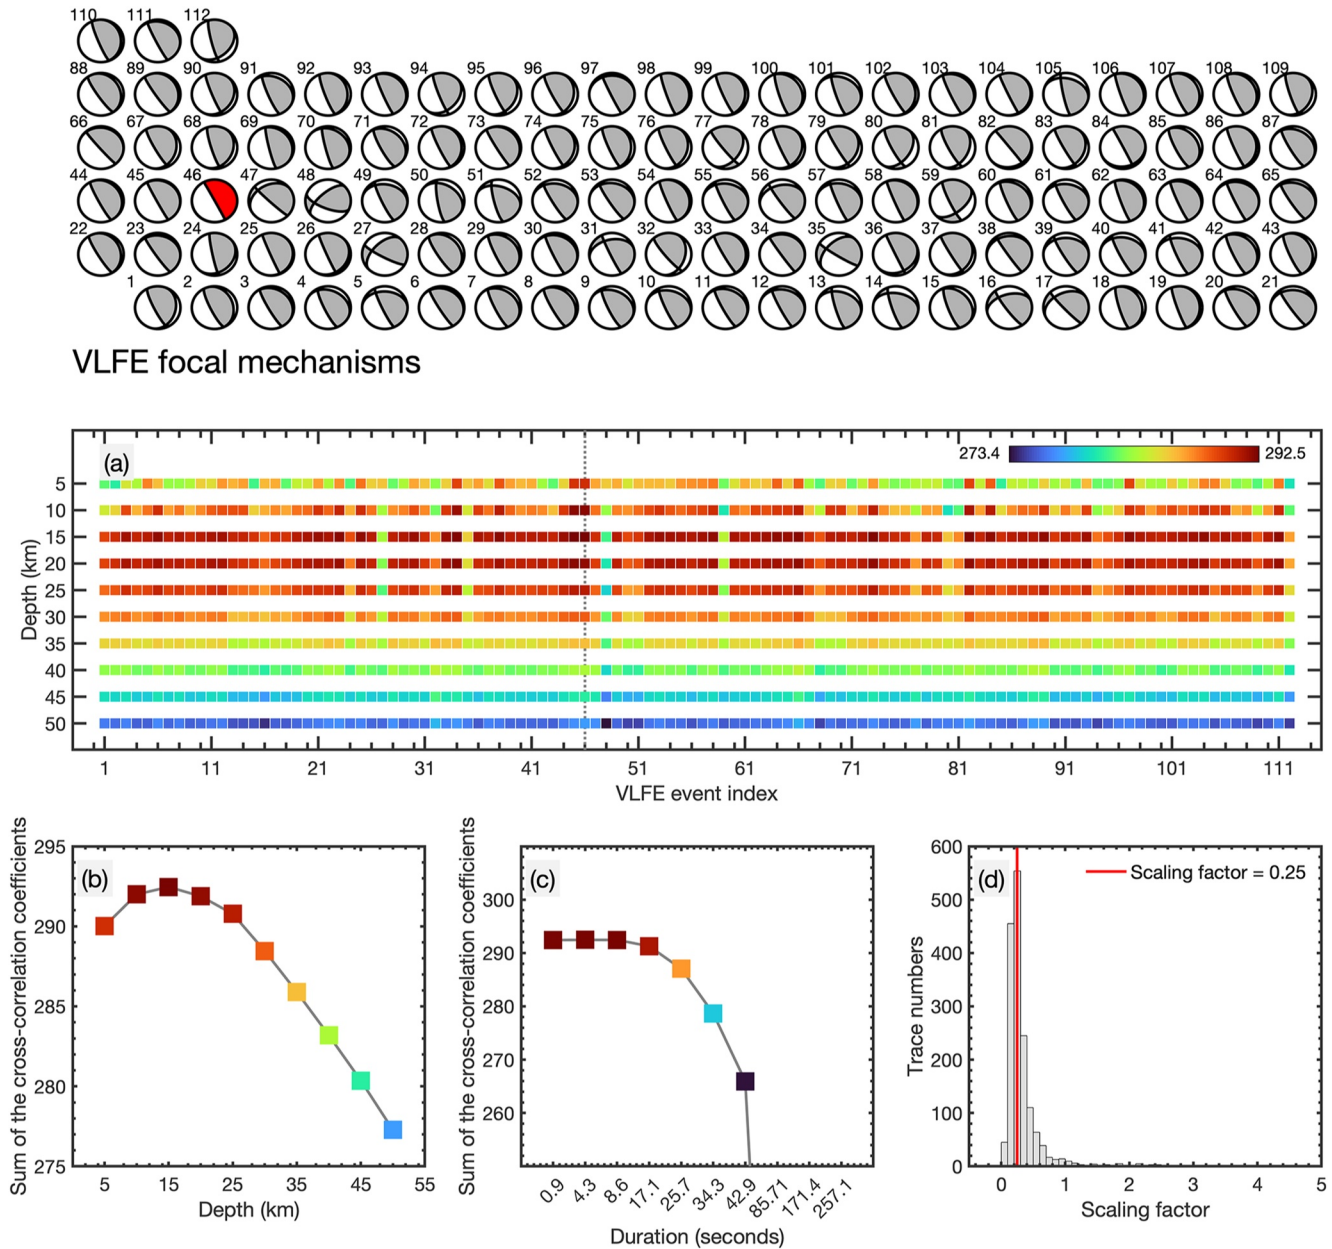 110 111 112
88 89 90 91 92 93 94 95 96 97 98 99 100 101 102 103 104 105 106 107 108 109
66 67 68 69 70 71 72 73 74 75 76 77 78 79 80 81 82 83 84 85 86 87
44 45 46 47 48 49 50 51 52 53 54 55 56 57 58 59 60 61 62 63 64 65
22 23 24 25 26 27 28 29 30 31 32 33 34 35 36 37 38 39 40 41 42 43
1 2 3 4 5 6 7 8 9 10 11 12 13 14 15 16 17 18 19 20 21
VLFE focal mechanisms
(a)
273.4 292.5
Depth (km)
5
10
15
20
25
30
35
40
45
50
1 11 21 31 41 51 61 71 81 91 101 111
VLFE event index
(b)
Sum of the cross-correlation coefficients
295
290
285
280
275
5 15 25 35 45 55
Depth (km)
(c)
Sum of the cross-correlation coefficients
300
290
280
270
260
0.9 4.3 8.6 17.1 25.7 34.3 42.9 85.71 171.4 257.1
Duration (seconds)
(d)
Scaling factor = 0.25
Trace numbers
600
500
400
300
200
100
0
0 1 2 3 4 5
Scaling factor